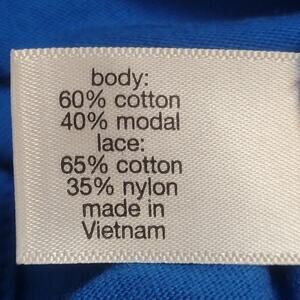 body:
60% cotton
40% modal
lace:
65% cotton
35% nylon
made in
Vietnam